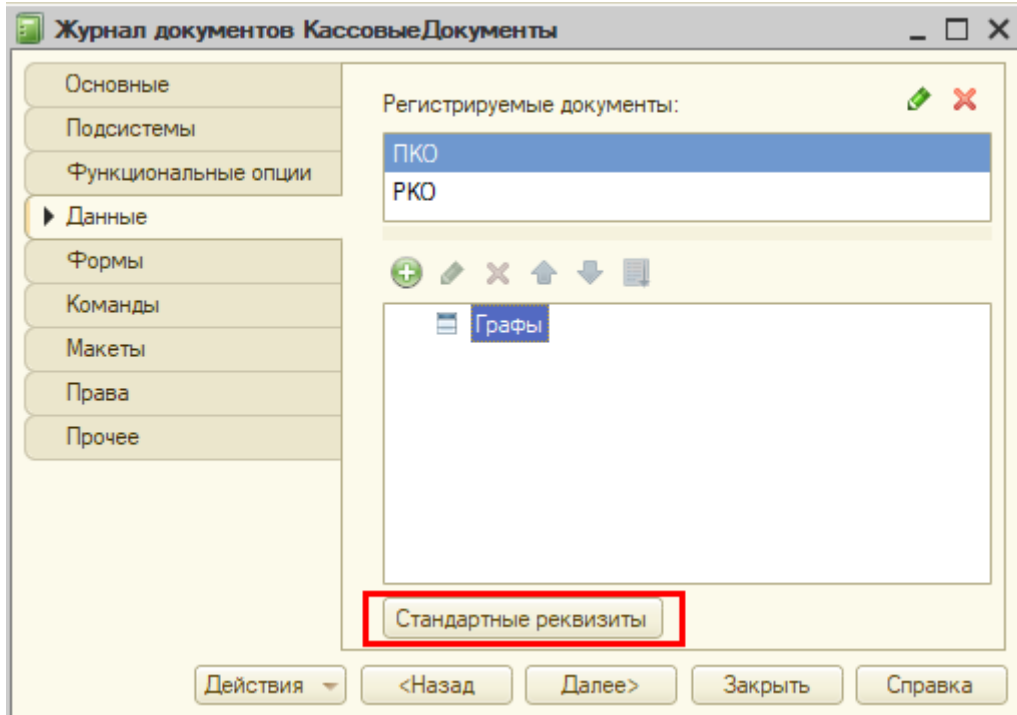 Журнал документов КассовыеДокументы
Основные
Подсистемы
Функциональные опции
Данные
Формы
Команды
Макеты
Права
Прочее
Регистрируемые документы:
ПКО
РКО
Графы
Стандартные реквизиты
Действия
<Назад
Далее>
Закрыть
Справка